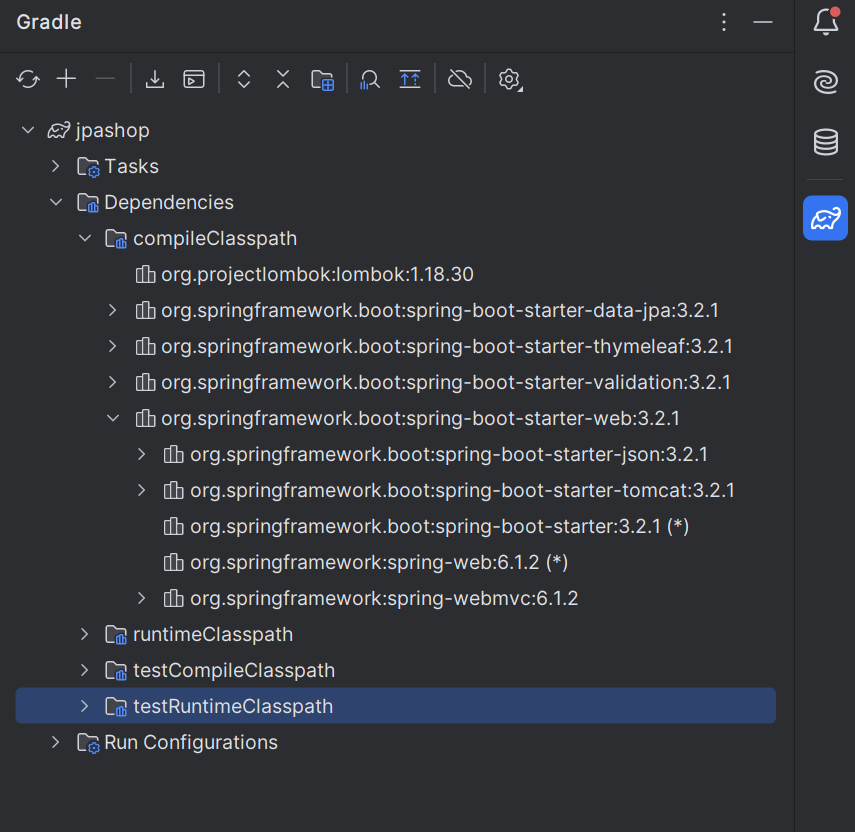 Gradle
jpashop
Tasks
Dependencies
compileClasspath
org.projectlombok:lombok:1.18.30
org.springframework.boot:spring-boot-starter-data-jpa:3.2.1
org.springframework.boot:spring-boot-starter-thymeleaf:3.2.1
org.springframework.boot:spring-boot-starter-validation:3.2.1
org.springframework.boot:spring-boot-starter-web:3.2.1
org.springframework.boot:spring-boot-starter-json:3.2.1
org.springframework.boot:spring-boot-starter-tomcat:3.2.1
org.springframework.boot:spring-boot-starter:3.2.1 (*)
org.springframework:spring-web:6.1.2 (*)
org.springframework:spring-webmvc:6.1.2
runtimeClasspath
testCompileClasspath
testRuntimeClasspath
Run Configurations